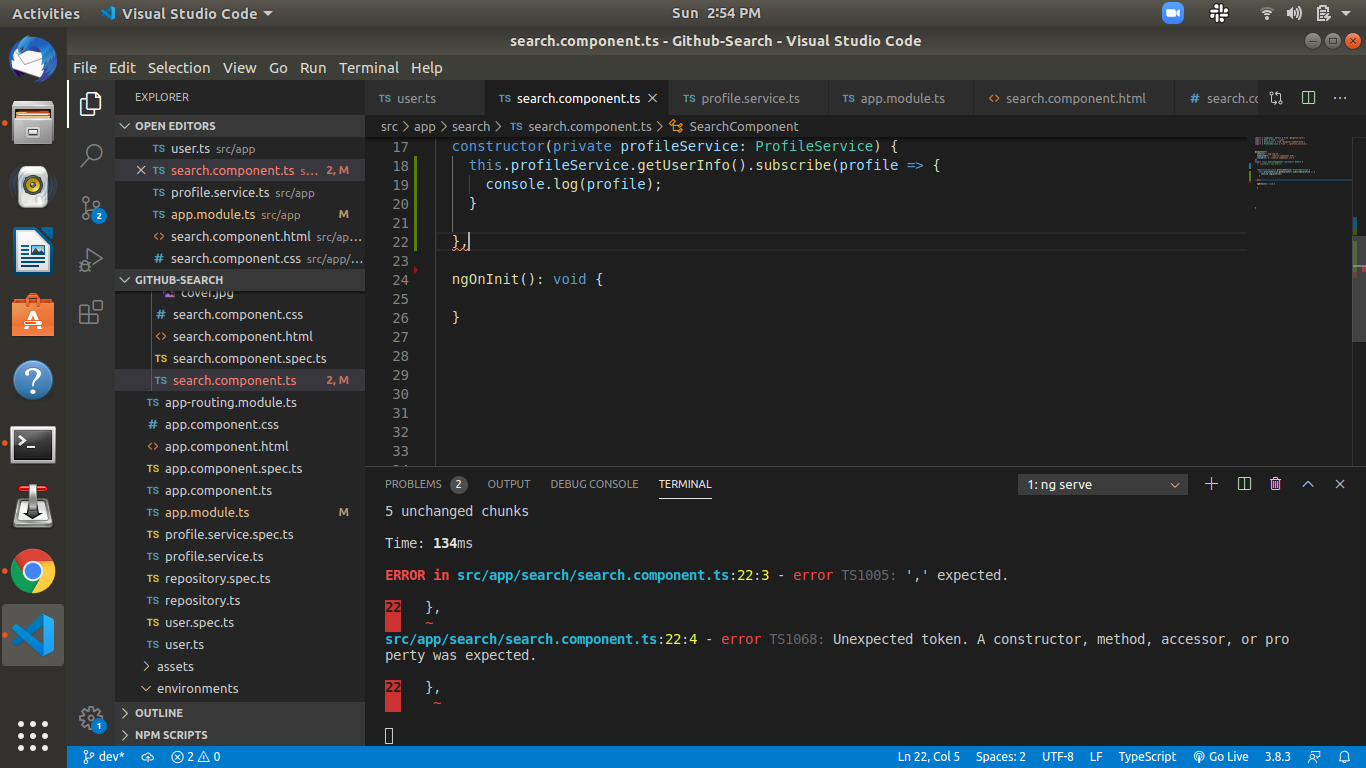 Activities
Visual Studio Code
Sun 2:54 PM
search.component.ts - Github-Search - Visual Studio Code
File Edit Selection View Go Run Terminal Help
EXPLORER
OPEN EDITORS
TS user.ts src/app
TS search.component.ts s... 2, M
TS profile.service.ts src/app
TS app.module.ts src/app M
<> search.component.html src/ap...
# search.component.css src/app/...
GITHUB-SEARCH
cover.jpg
# search.component.css
<> search.component.html
TS search.component.spec.ts
TS search.component.ts 2, M
TS app-routing.module.ts
# app.component.css
<> app.component.html
TS app.component.spec.ts
TS app.component.ts
TS app.module.ts M
TS profile.service.spec.ts
TS profile.service.ts
TS repository.spec.ts
TS repository.ts
TS user.spec.ts
TS user.ts
assets
environments
OUTLINE
NPM SCRIPTS
2
1
TS user.ts
TS search.component.ts
TS profile.service.ts
TS app.module.ts
<> search.component.html
# search.co
src > app > search > TS search.component.ts > SearchComponent
17 constructor(private profileService: ProfileService) {
18 this.profileService.getUserInfo().subscribe(profile => {
19 console.log(profile);
20 }
21
22 },
23
24 ngOnInit(): void {
25
26 }
27
28
29
30
31
32
33
PROBLEMS 2 OUTPUT DEBUG CONSOLE TERMINAL
1: ng serve
5 unchanged chunks
Time: 134ms
ERROR in src/app/search/search.component.ts:22:3 - error TS1005: ',' expected.
22 },
~
src/app/search/search.component.ts:22:4 - error TS1068: Unexpected token. A constructor, method, accessor, or pro
perty was expected.
22 },
~
dev* 2 0
Ln 22, Col 5 Spaces: 2 UTF-8 LF TypeScript Go Live 3.8.3